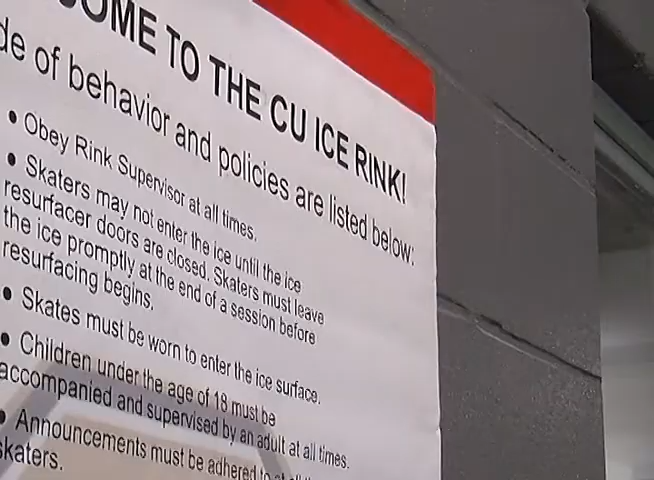 OME TO THE CU ICE RINK!
de of behavior and policies are listed below:
• Obey Rink Supervisor at all times.
• Skaters may not enter the ice until the ice
resurfacer doors are closed. Skaters must leave
the ice promptly at the end of a session before
resurfacing begins.
• Skates must be worn to enter the ice surface.
• Children under the age of 18 must be
accompanied and supervised by an adult at all times.
• Announcements must be adhered to
skaters.